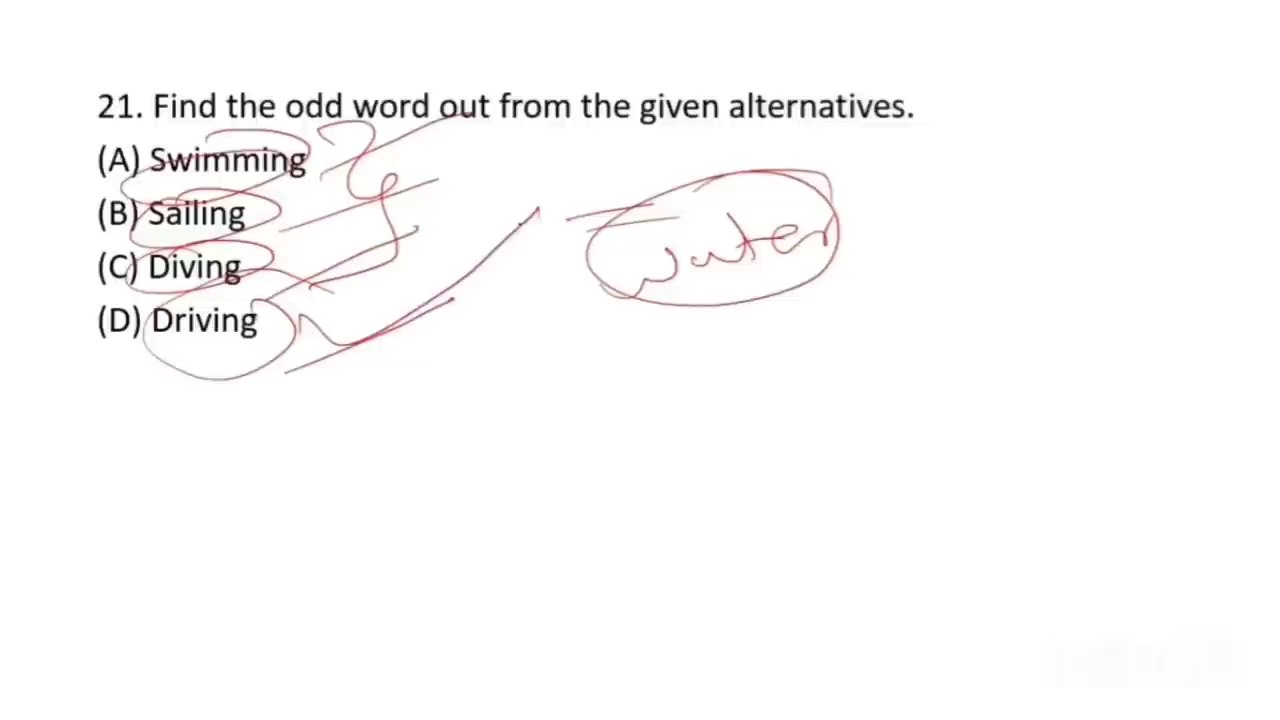 21. Find the odd word out from the given alternatives.
(A) Swimming
(B) Sailing
(C) Diving
(D) Driving
water